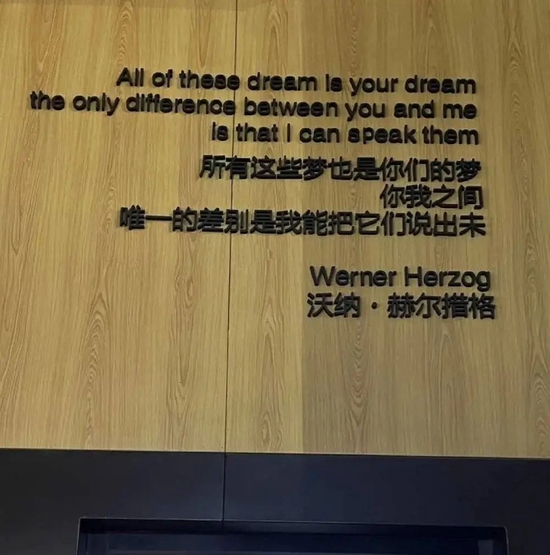 All of these dream is your dream
the only difference between you and me
is that I can speak them
所有这些梦也是你们的梦
你我之间
唯一的差别是我能把它们说出未
Werner Herzog
沃纳·赫尔措格